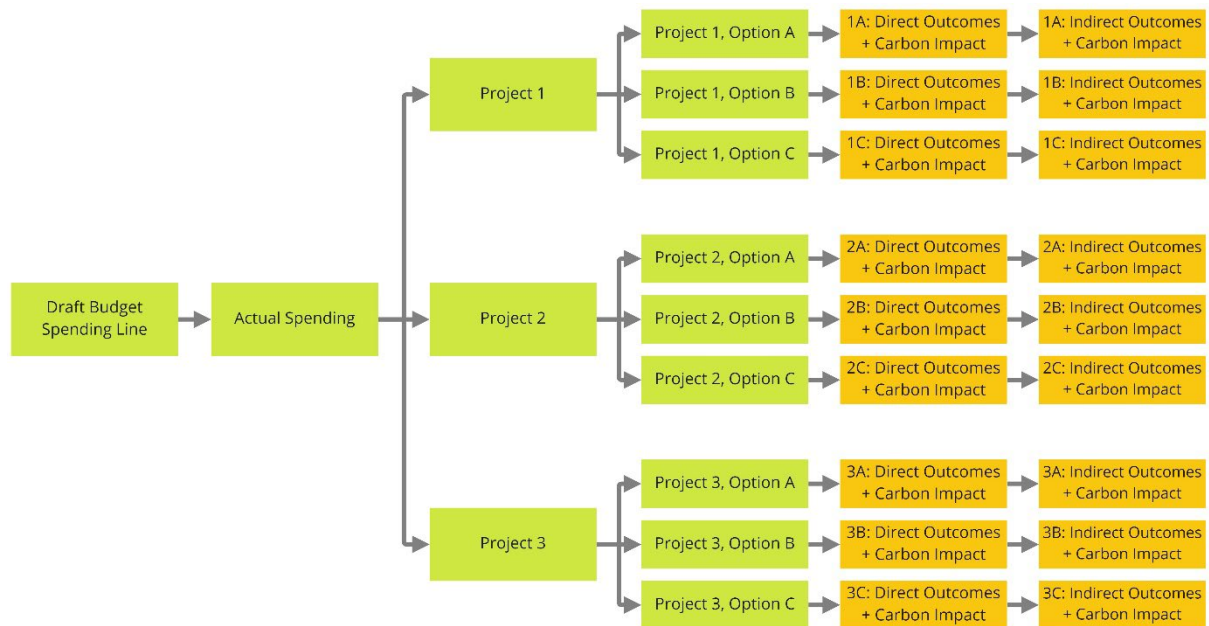 Draft Budget
Spending Line
Actual Spending
Project 1
Project 1, Option A
1A: Direct Outcomes
+ Carbon Impact
1A: Indirect Outcomes
+ Carbon Impact
Project 1, Option B
1B: Direct Outcomes
+ Carbon Impact
1B: Indirect Outcomes
+ Carbon Impact
Project 1, Option C
1C: Direct Outcomes
+ Carbon Impact
1C: Indirect Outcomes
+ Carbon Impact
Project 2
Project 2, Option A
2A: Direct Outcomes
+ Carbon Impact
2A: Indirect Outcomes
+ Carbon Impact
Project 2, Option B
2B: Direct Outcomes
+ Carbon Impact
2B: Indirect Outcomes
+ Carbon Impact
Project 2, Option C
2C: Direct Outcomes
+ Carbon Impact
2C: Indirect Outcomes
+ Carbon Impact
Project 3
Project 3, Option A
3A: Direct Outcomes
+ Carbon Impact
3A: Indirect Outcomes
+ Carbon Impact
Project 3, Option B
3B: Direct Outcomes
+ Carbon Impact
3B: Indirect Outcomes
+ Carbon Impact
Project 3, Option C
3C: Direct Outcomes
+ Carbon Impact
3C: Indirect Outcomes
+ Carbon Impact